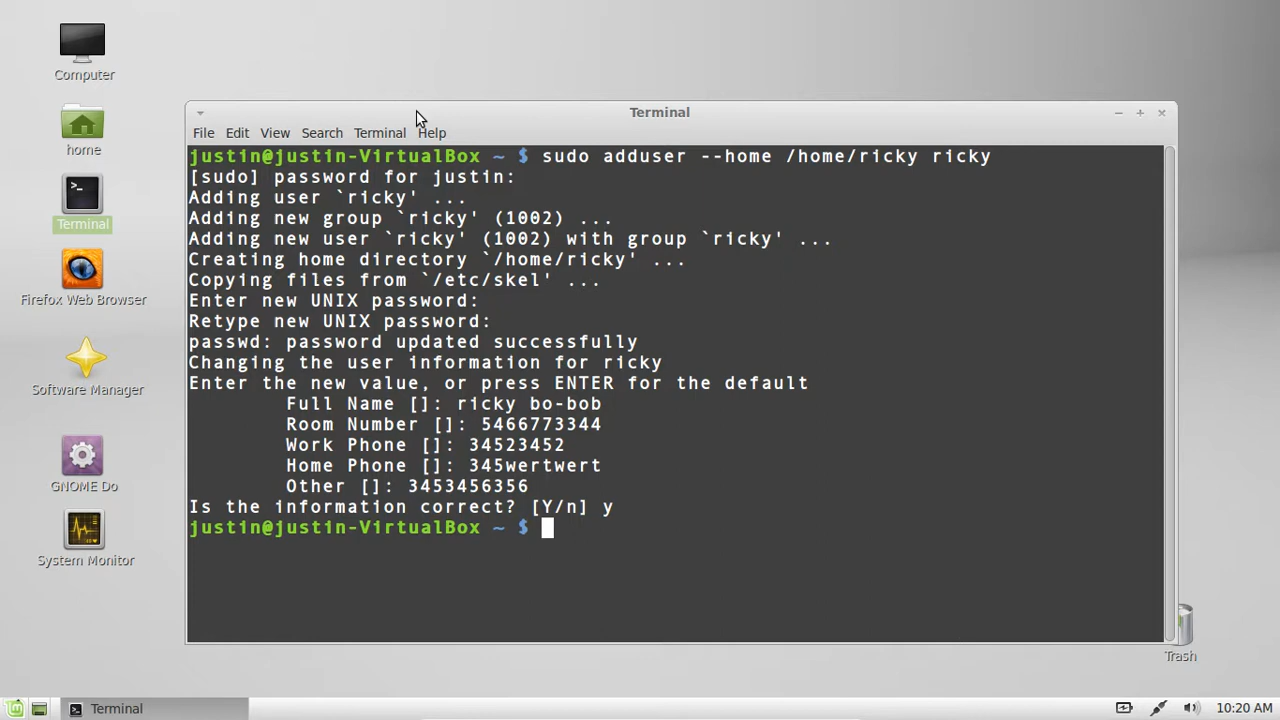 Computer
home
Terminal
Firefox Web Browser
Software Manager
GNOME Do
System Monitor
Terminal
File Edit View Search Terminal Help
justin@justin-VirtualBox ~ $ sudo adduser --home /home/ricky ricky
[sudo] password for justin:
Adding user `ricky' ...
Adding new group `ricky' (1002) ...
Adding new user `ricky' (1002) with group `ricky' ...
Creating home directory `/home/ricky' ...
Copying files from `/etc/skel' ...
Enter new UNIX password:
Retype new UNIX password:
passwd: password updated successfully
Changing the user information for ricky
Enter the new value, or press ENTER for the default
Full Name []: ricky bo-bob
Room Number []: 5466773344
Work Phone []: 34523452
Home Phone []: 345wertwert
Other []: 3453456356
Is the information correct? [Y/n] y
justin@justin-VirtualBox ~ $
Trash
Terminal
10:20 AM